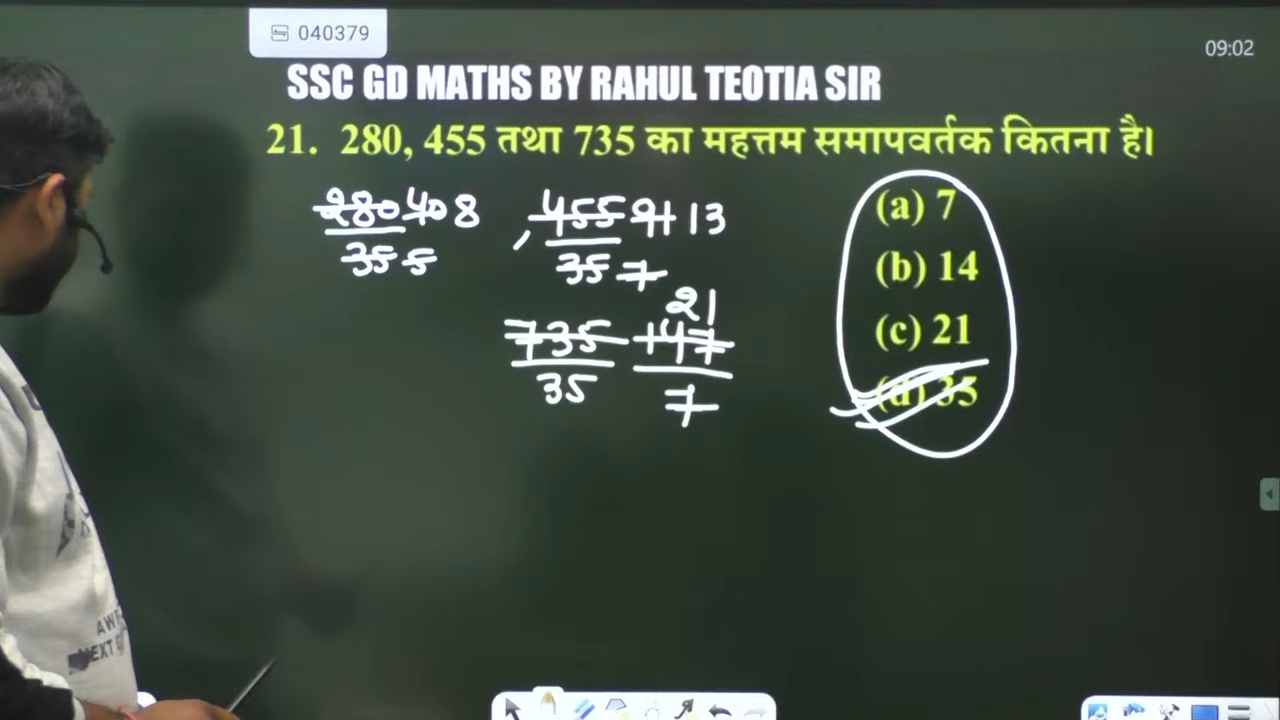 040379
09:02
SSC GD MATHS BY RAHUL TEOTIA SIR
21. 280, 455 तथा 735 का महत्तम समापवर्तक कितना है।
(a) 7
(b) 14
(c) 21
(d) 35
280 40 8
35 5
, 455 91 13
35 7
21
735 147
35 7